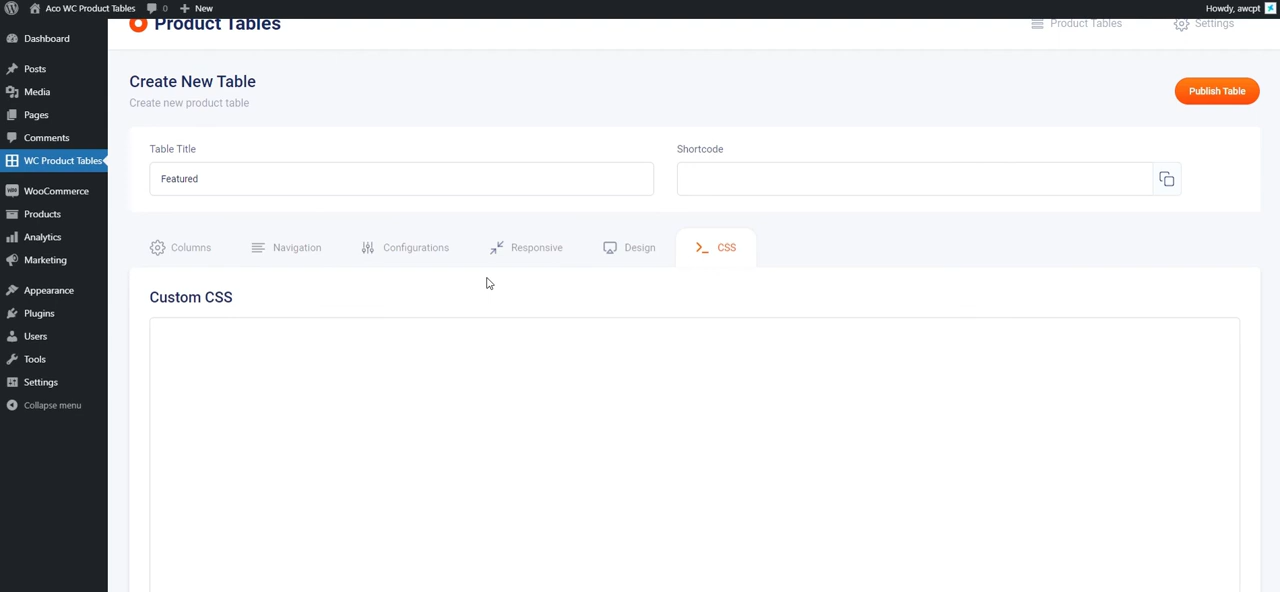 Aco WC Product Tables 0 New Howdy, awcpt
Product Tables Product Tables Settings
Dashboard
Posts
Media
Pages
Comments
WC Product Tables
WooCommerce
Products
Analytics
Marketing
Appearance
Plugins
Users
Tools
Settings
Collapse menu
Create New Table
Create new product table
Publish Table
Table Title Shortcode
Featured
Columns Navigation Configurations Responsive Design CSS
Custom CSS